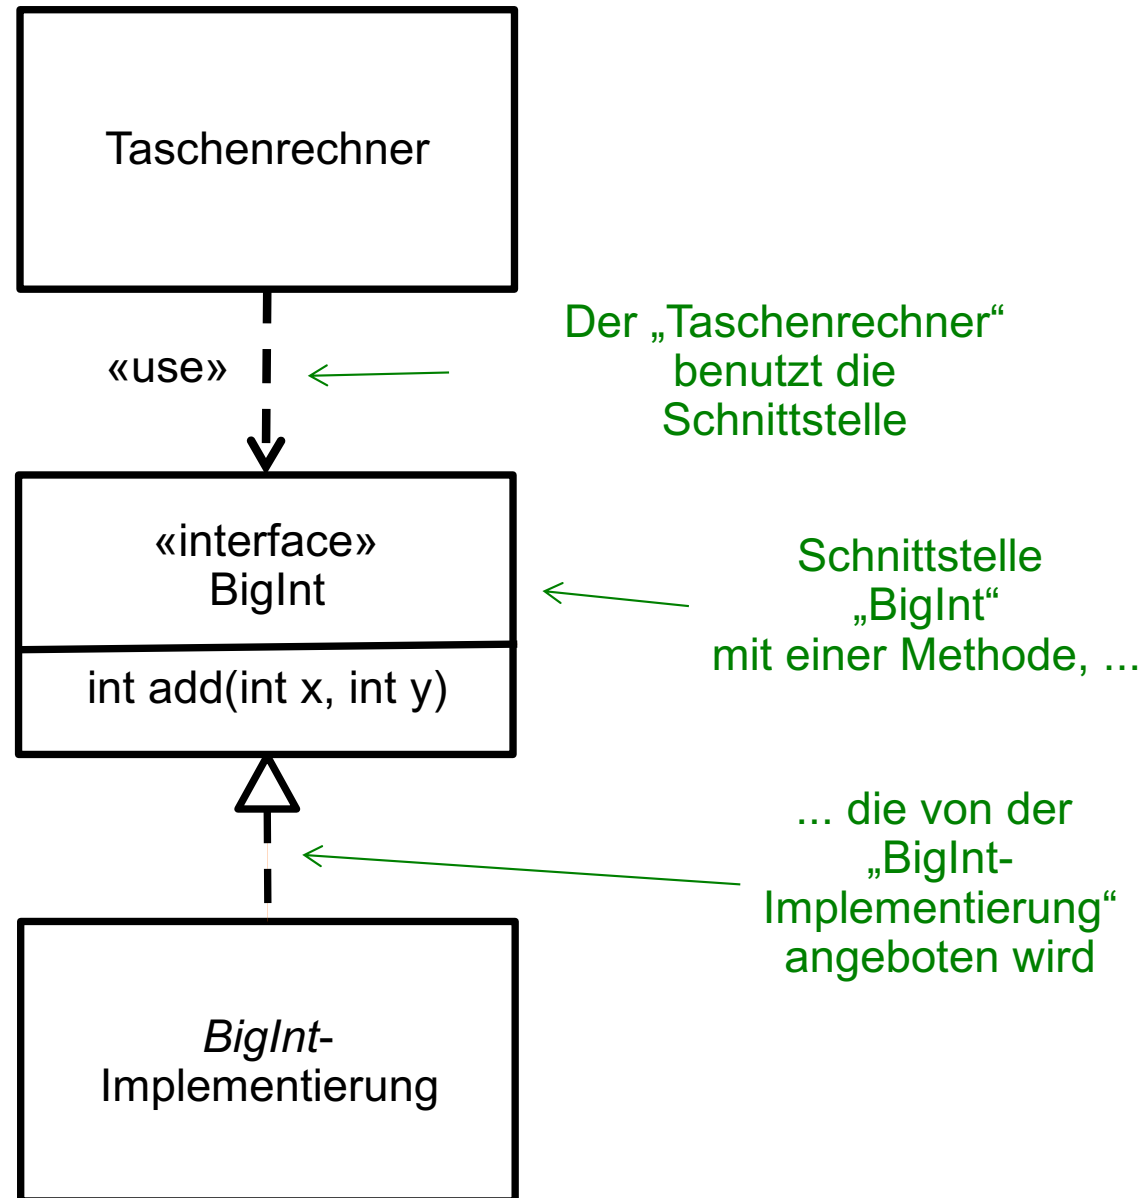 Taschenrechner
«use»
Der „Taschenrechner“
benutzt die
Schnittstelle
«interface»
BigInt
int add(int x, int y)
Schnittstelle
„BigInt“
mit einer Methode, ...
... die von der
„BigInt-
Implementierung“
angeboten wird
BigInt-
Implementierung